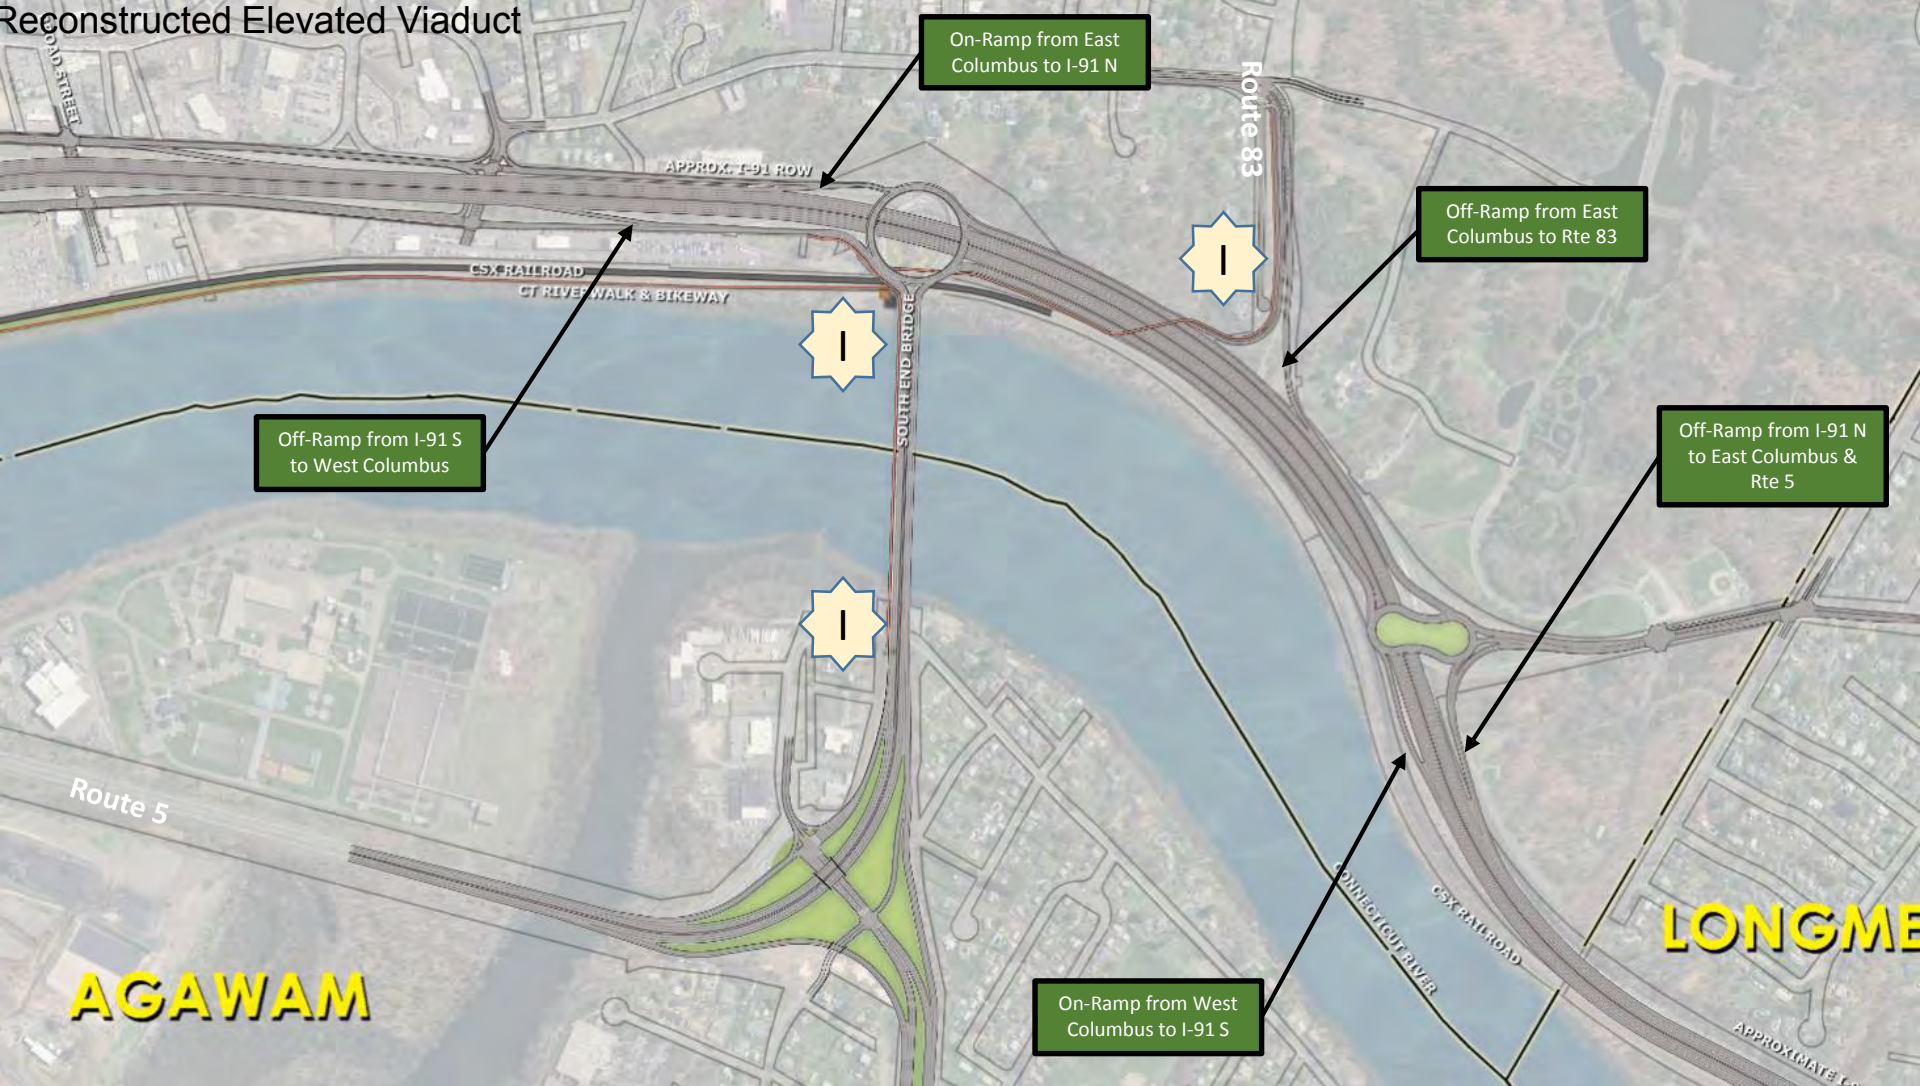 Reconstructed Elevated Viaduct
On-Ramp from East
Columbus to I-91 N
Route 83
APPROX. I-91 ROW
Off-Ramp from East
Columbus to Rte 83
I
CSX RAILROAD
CT RIVERWALK & BIKEWAY
I
SOUTH END BRIDGE
Off-Ramp from I-91 S
to West Columbus
Off-Ramp from I-91 N
to East Columbus &
Rte 5
I
Route 5
CONNECTICUT RIVER
CSX RAILROAD
LONGME
AGAWAM
On-Ramp from West
Columbus to I-91 S